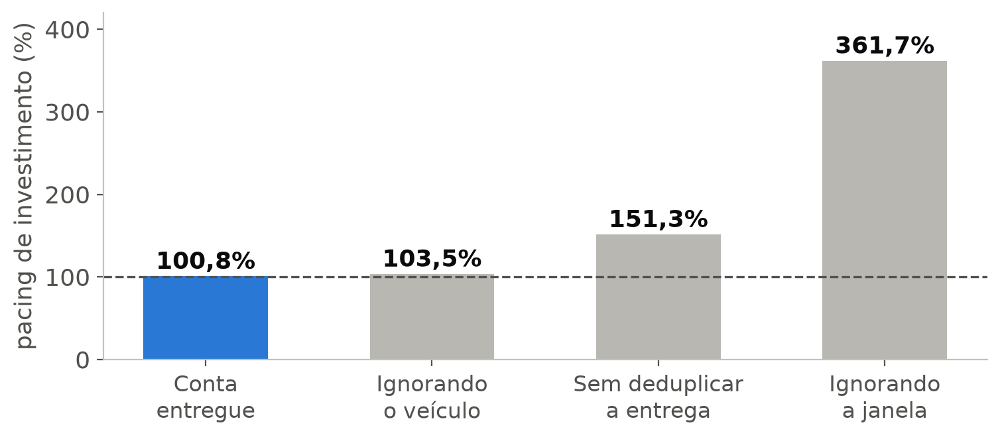 pacing de investimento (%)
400
300
200
100
0
100,8%
103,5%
151,3%
361,7%
Conta
entregue
Ignorando
o veículo
Sem deduplicar
a entrega
Ignorando
a janela